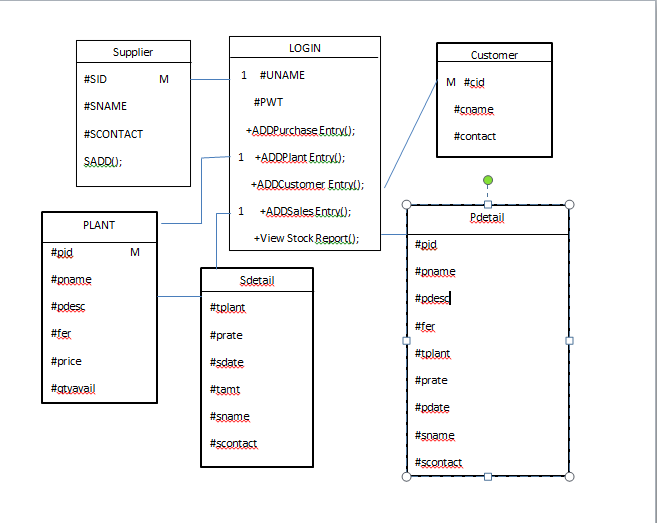 Supplier
#SID M
#SNAME
#SCONTACT
SADD();
LOGIN
1 #UNAME
#PWT
+ADDPurchase Entry();
1 +ADDPlant Entry();
+ADDCustomer Entry();
1 +ADDSales Entry();
+View Stock Report();
Customer
M #cid
#cname
#contact
PLANT
#pid M
#pname
#pdesc
#fer
#price
#qtyavail
Sdetail
#tplant
#prate
#sdate
#tamt
#sname
#scontact
Pdetail
#pid
#pname
#pdesc
#fer
#tplant
#prate
#pdate
#sname
#scontact